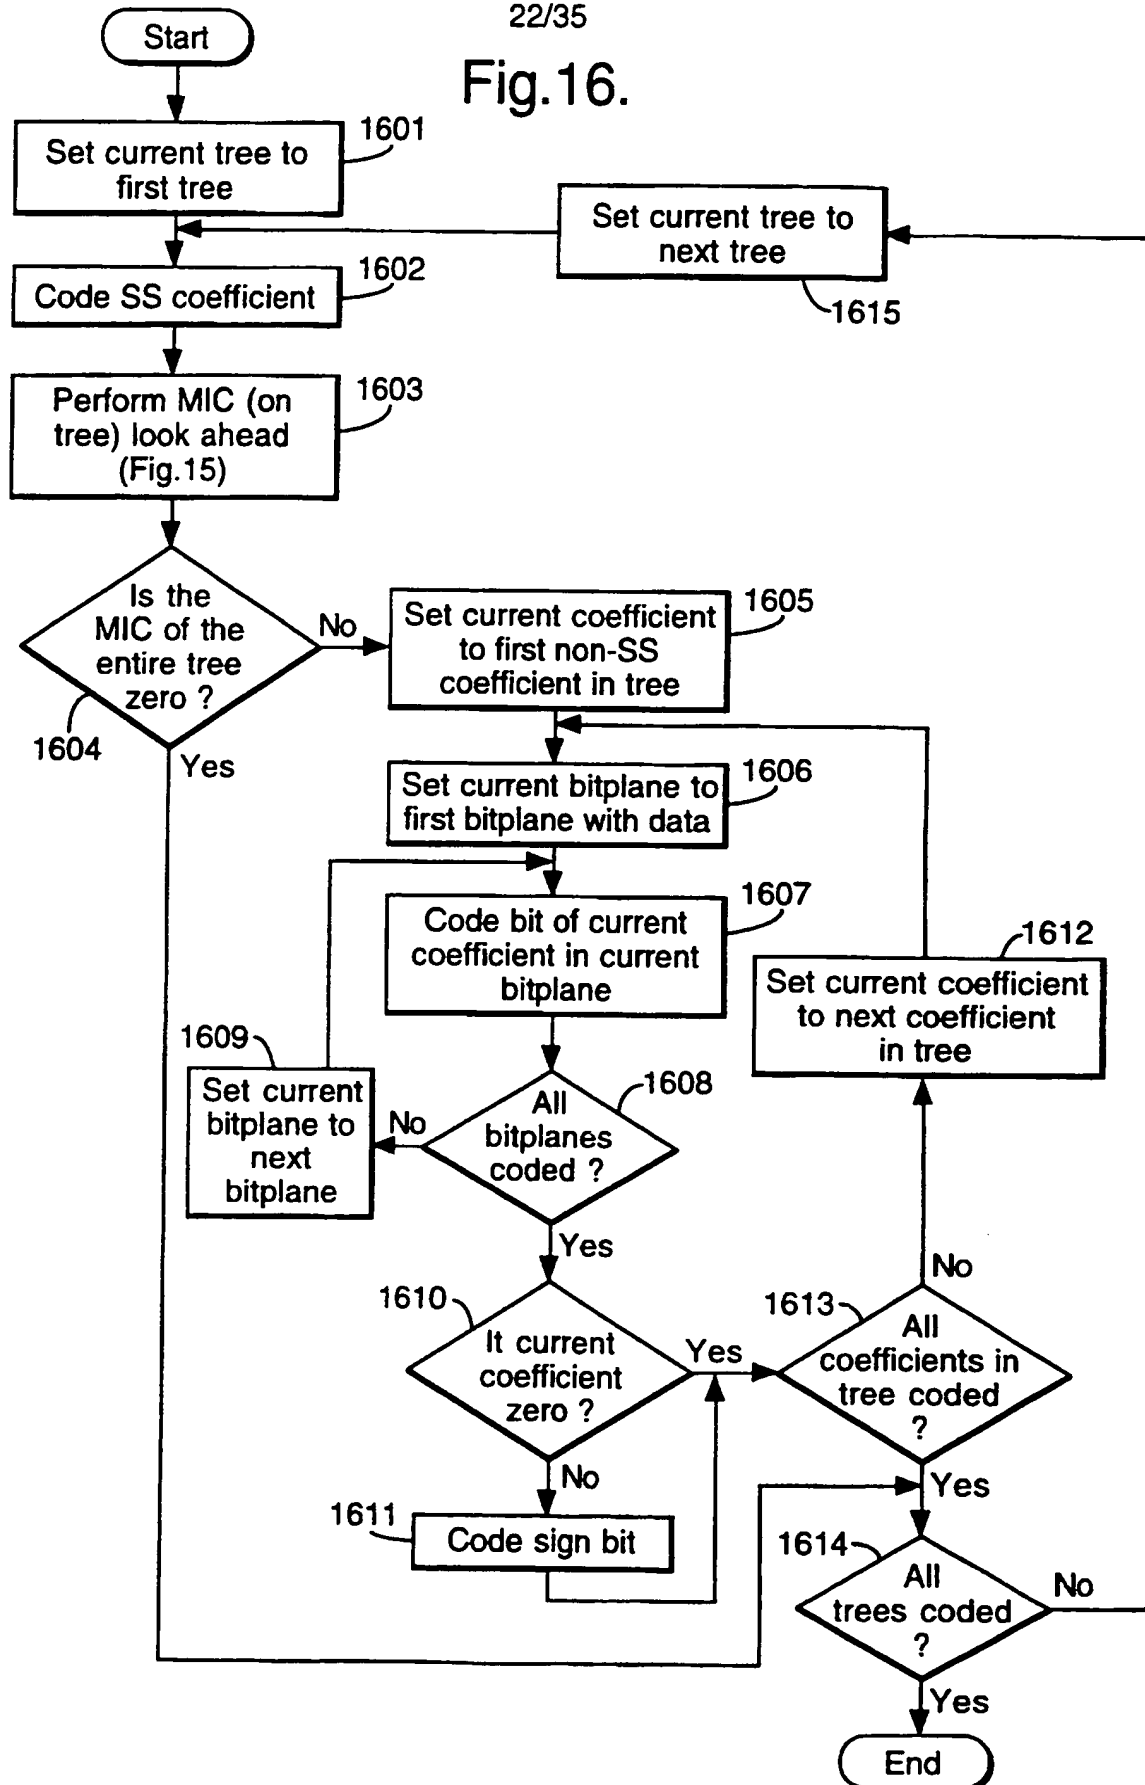 22/35
Fig.16.
Start
1601
Set current tree to
first tree
Set current tree to
next tree
1615
1602
Code SS coefficient
1603
Perform MIC (on
tree) look ahead
(Fig.15)
Is the
MIC of the
entire tree
zero ?
No
1604
Yes
1605
Set current coefficient
to first non-SS
coefficient in tree
1606
Set current bitplane to
first bitplane with data
1607
Code bit of current
coefficient in current
bitplane
1612
Set current coefficient
to next coefficient
in tree
1609
Set current
bitplane to
next
bitplane
No
1608
All
bitplanes
coded ?
Yes
1610
It current
coefficient
zero ?
Yes
No
1611
Code sign bit
No
1613
All
coefficients in
tree coded
?
Yes
1614
All
trees coded
?
No
Yes
End